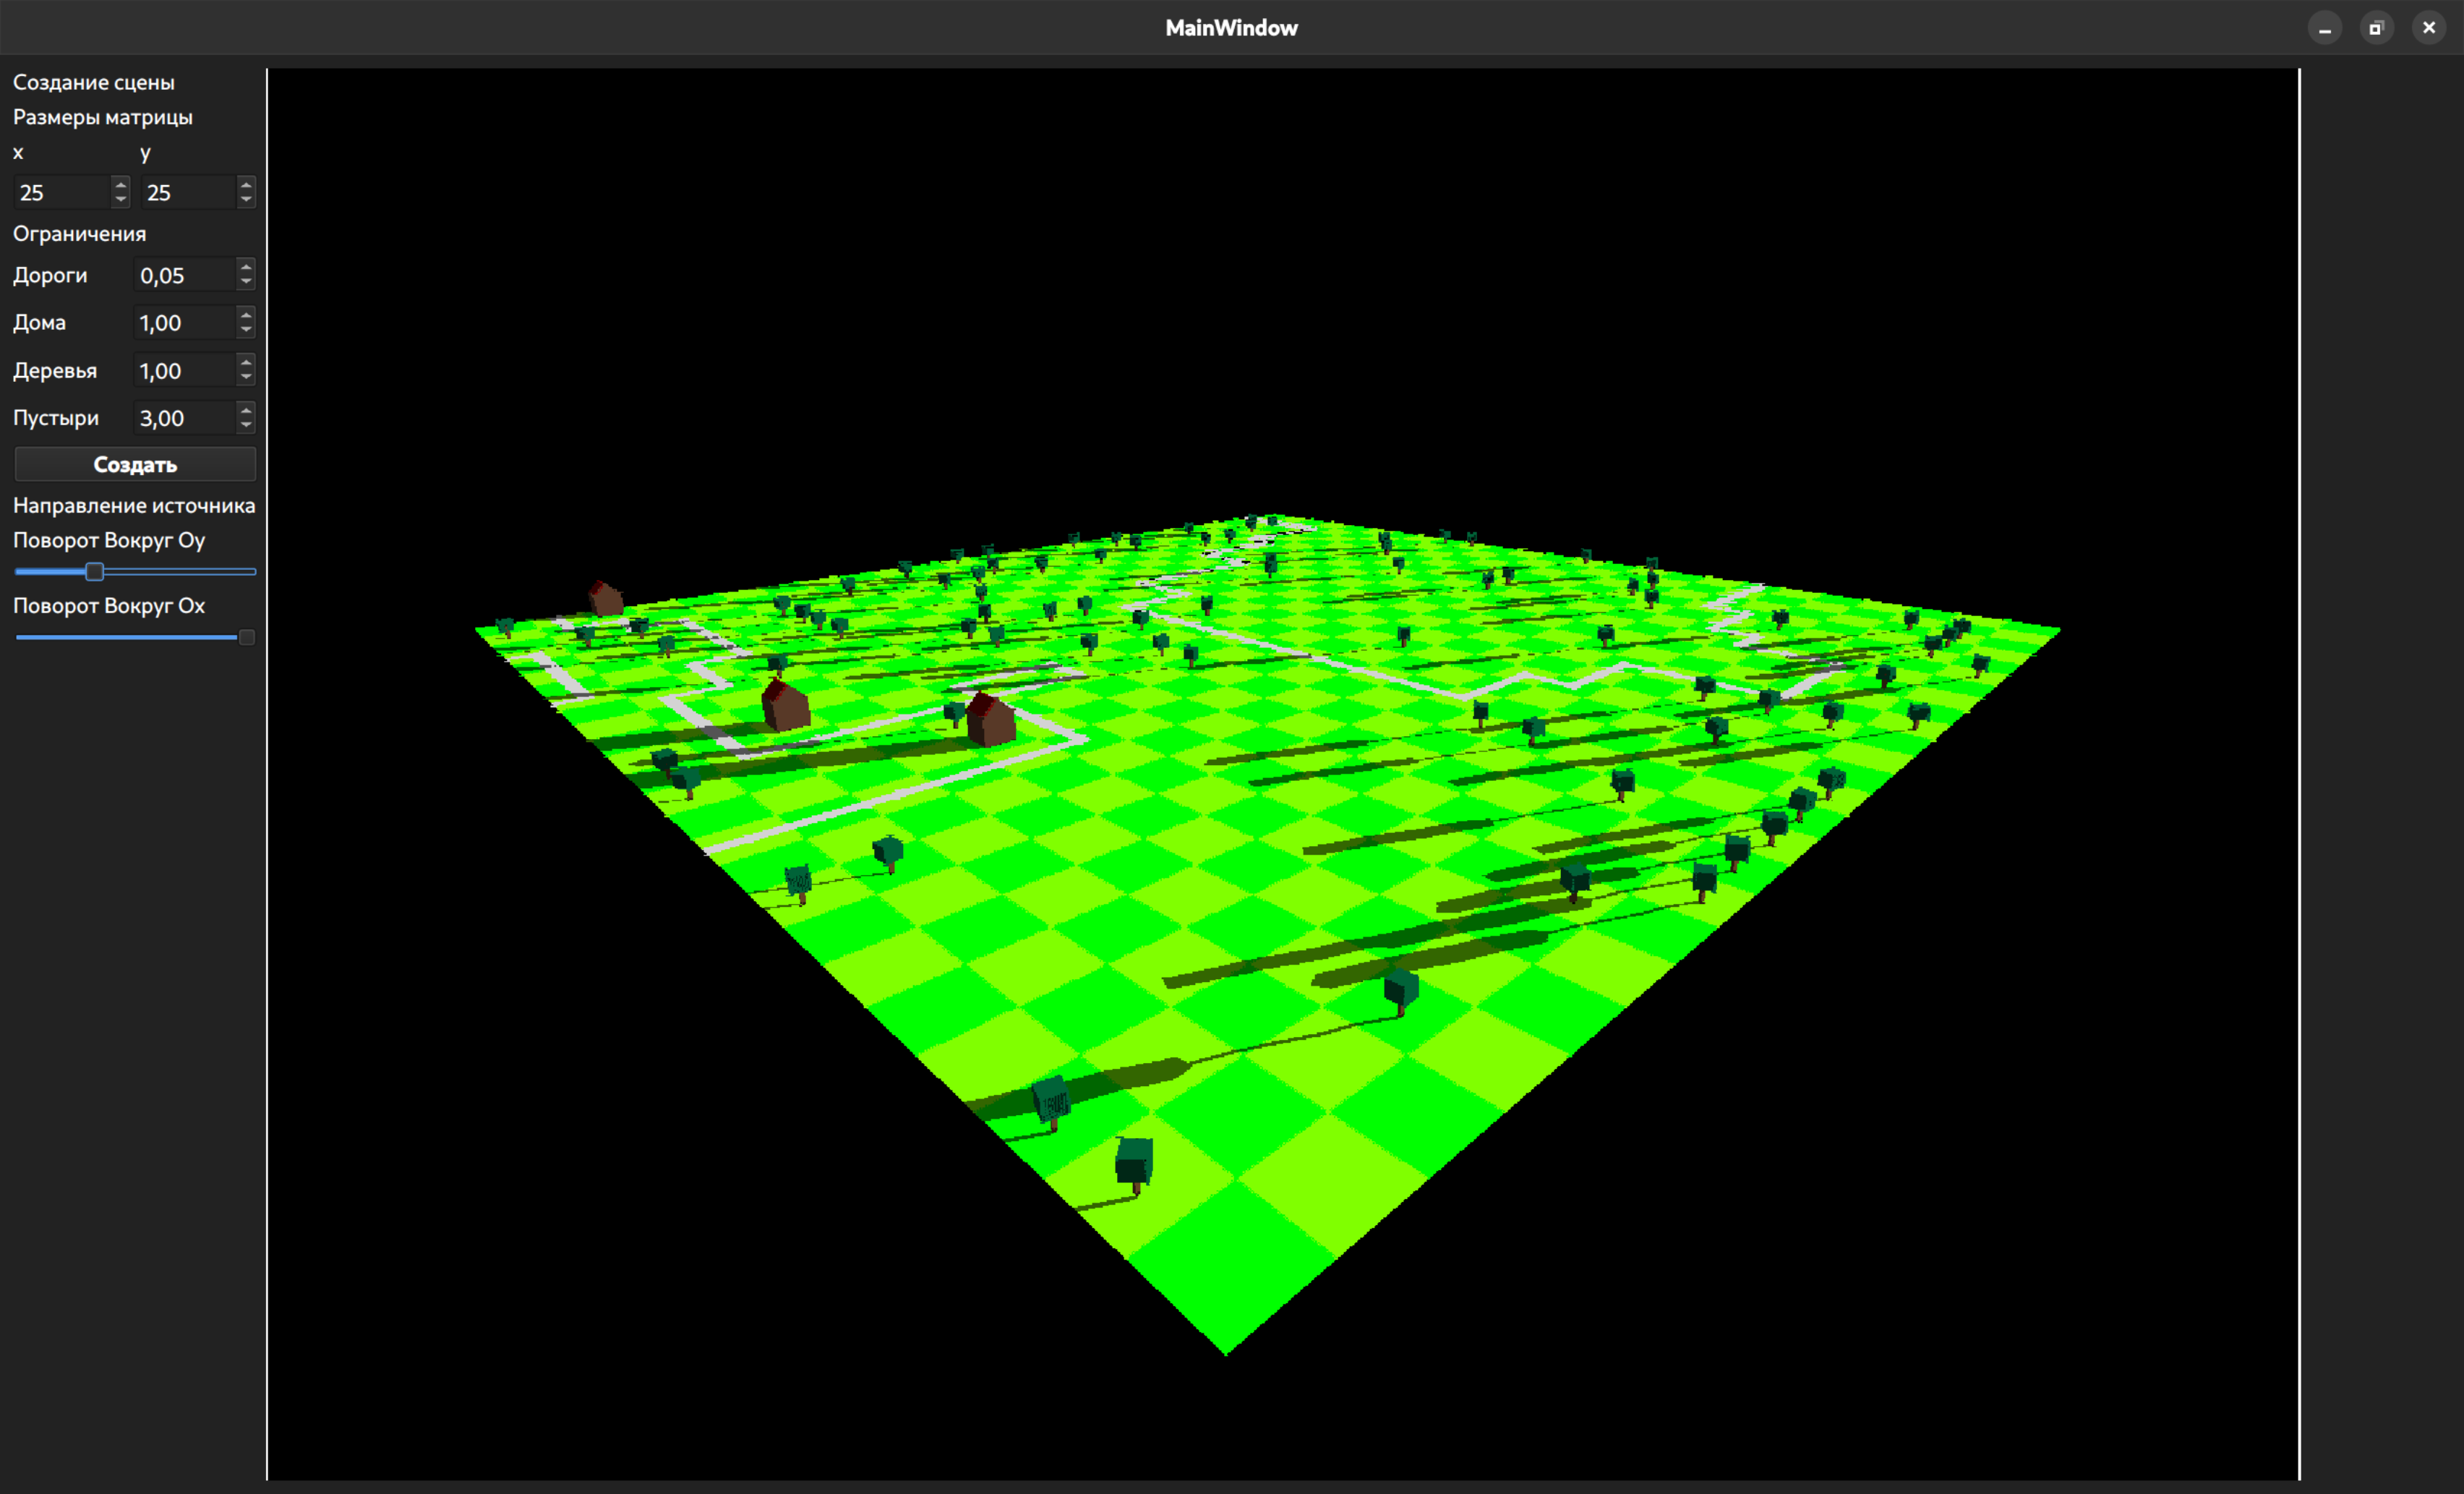 MainWindow
Создание сцены
Размеры матрицы
x y
25 25
Ограничения
Дороги 0,05
Дома 1,00
Деревья 1,00
Пустыри 3,00
Создать
Направление источника
Поворот Вокруг Oy
Поворот Вокруг Ox